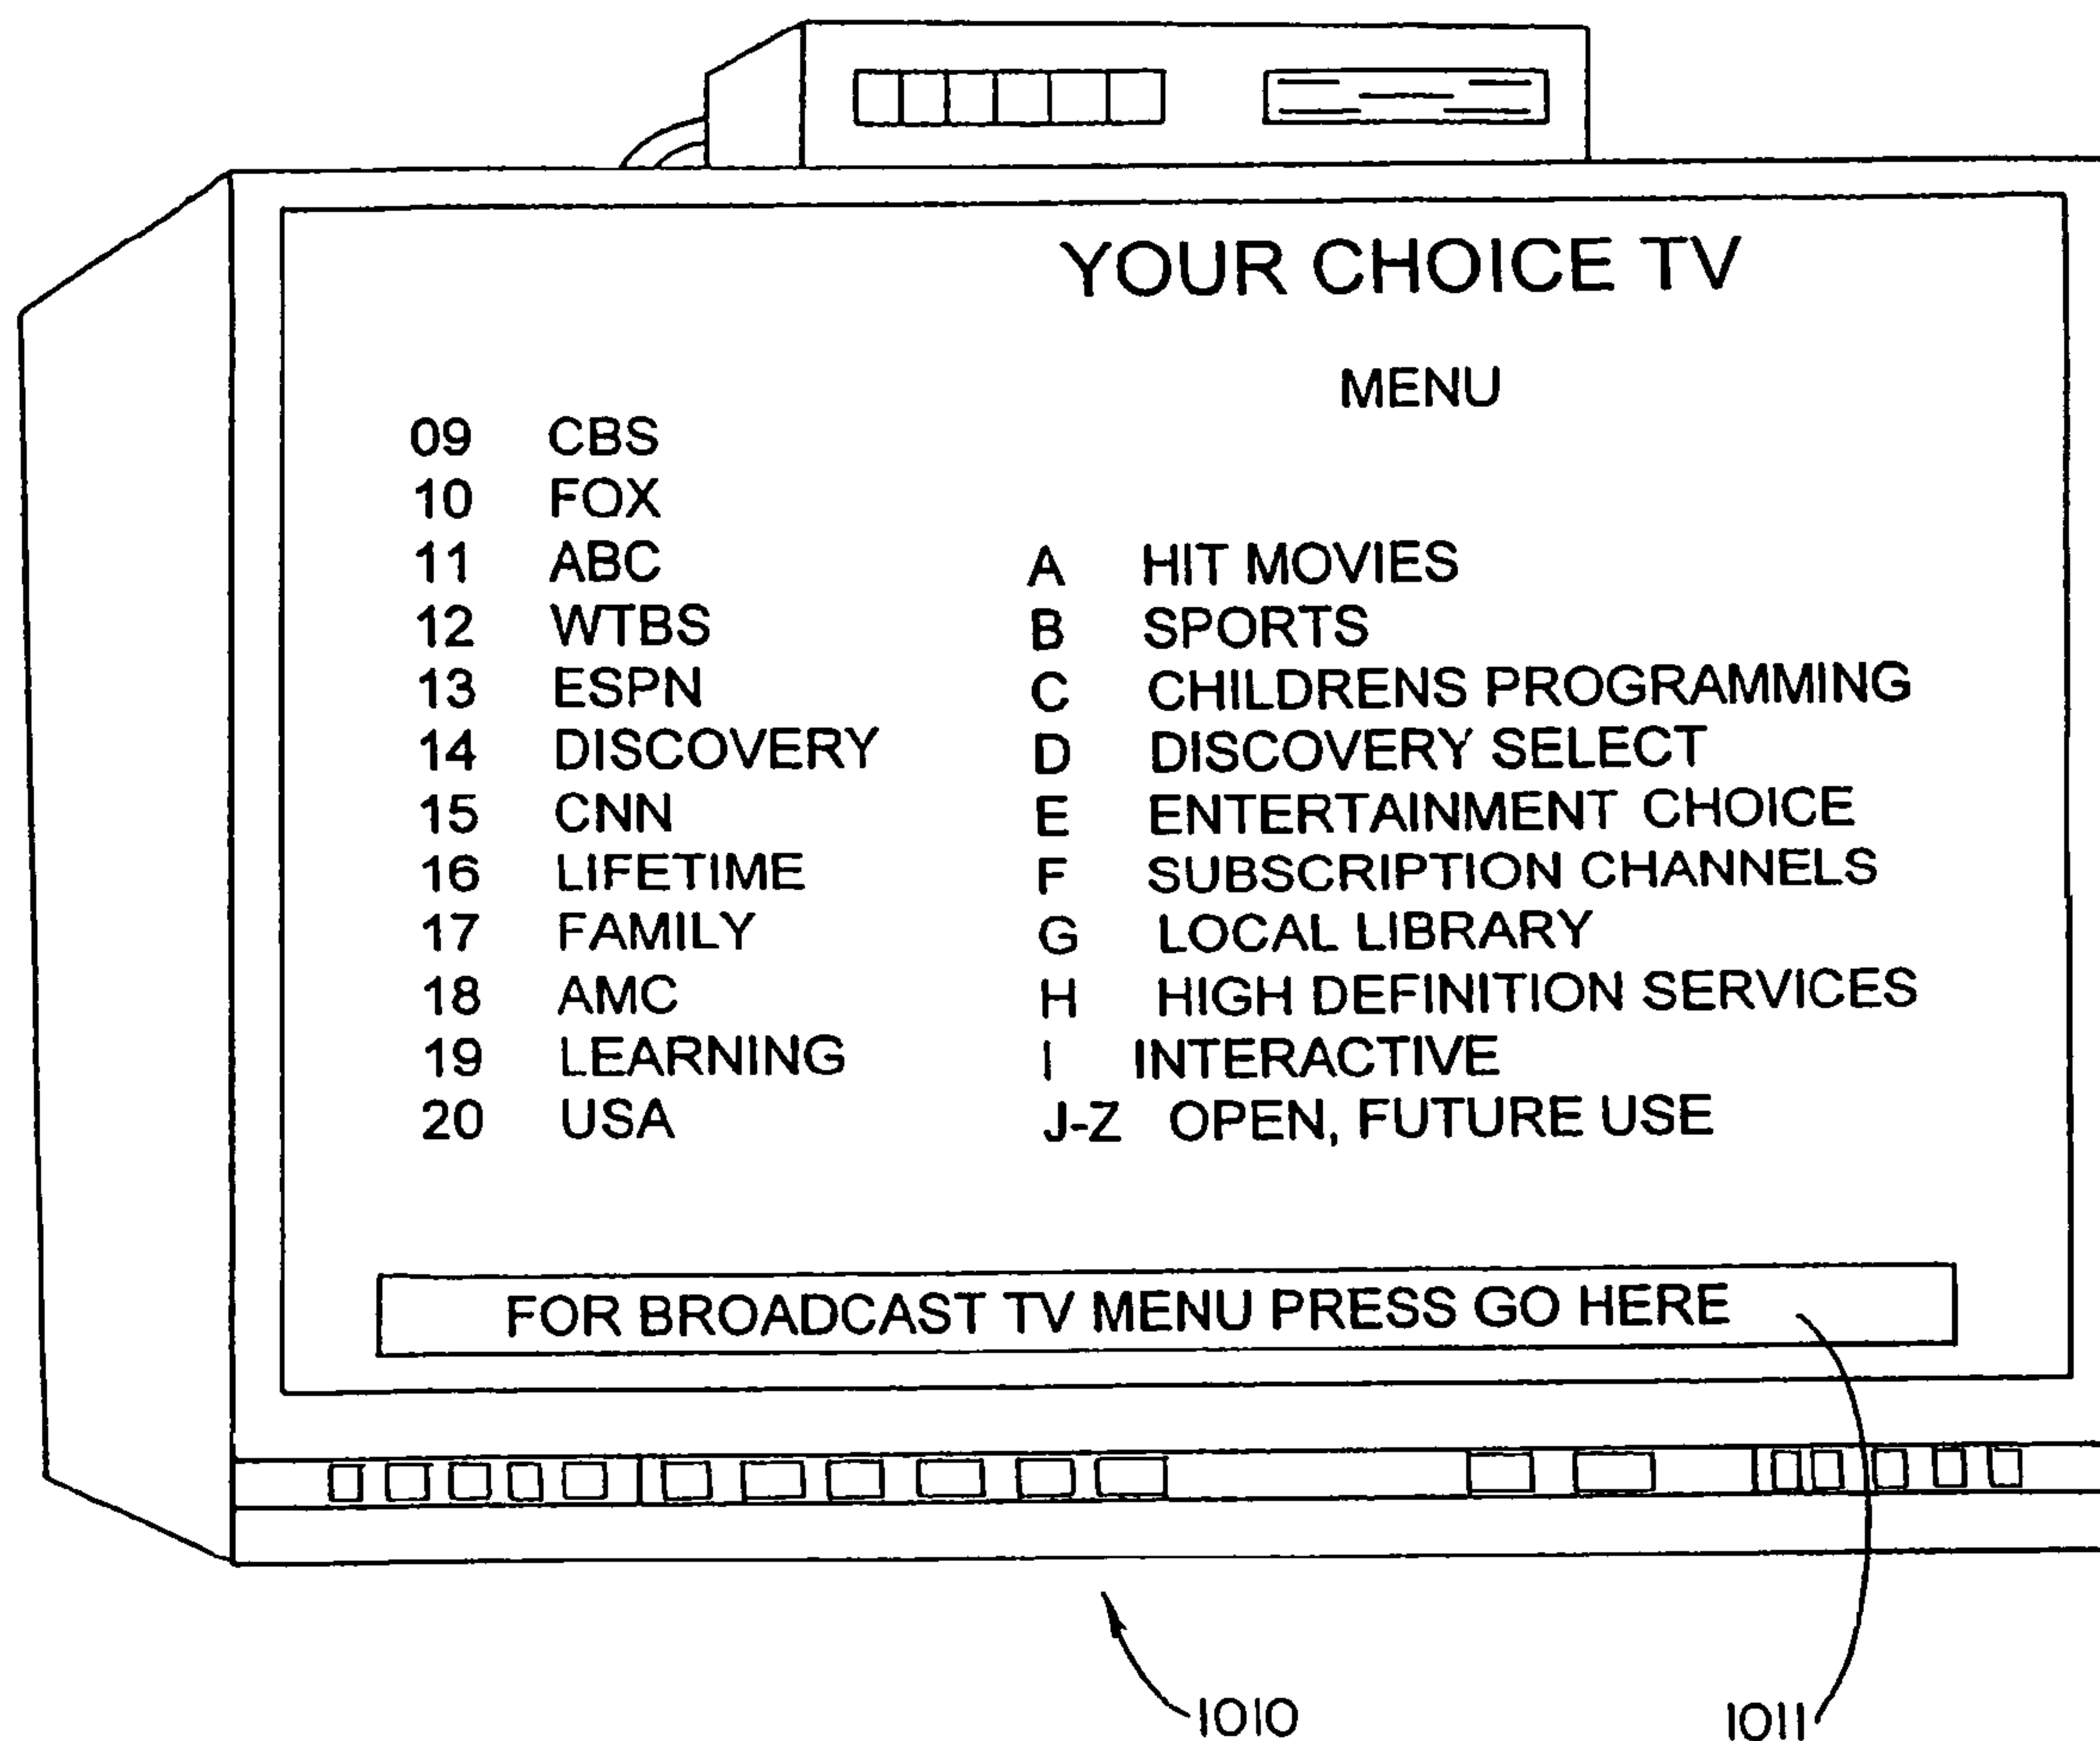 YOUR CHOICE TV
MENU
09 CBS
10 FOX
11 ABC
12 WTBS
13 ESPN
14 DISCOVERY
15 CNN
16 LIFETIME
17 FAMILY
18 AMC
19 LEARNING
20 USA
A HIT MOVIES
B SPORTS
C CHILDRENS PROGRAMMING
D DISCOVERY SELECT
E ENTERTAINMENT CHOICE
F SUBSCRIPTION CHANNELS
G LOCAL LIBRARY
H HIGH DEFINITION SERVICES
I INTERACTIVE
J-Z OPEN, FUTURE USE
FOR BROADCAST TV MENU PRESS GO HERE
1010
1011